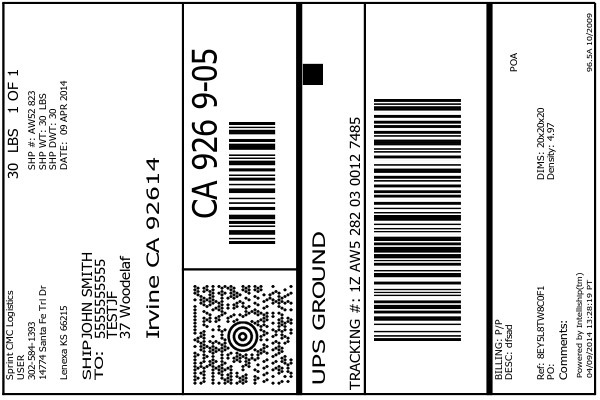 Sprint CMC Logistics
USER
302-584-1393
14774 Santa Fe Trl Dr
Lenexa KS 66215
30 LBS 1 OF 1
SHP #: AW52 823
SHP WT: 30 LBS
SHP DWT: 30
DATE: 09 APR 2014
SHIP JOHN SMITH
TO: 5555555555
TESTJF
37 Woodelaf
Irvine CA 92614
CA 926 9-05
UPS GROUND
TRACKING #: 1Z AW5 282 03 0012 7485
BILLING: P/P
DESC: dfsad
POA
Ref: 8EY5L8TW8C0F1
PO:
DIMS: 20x20x20
Density: 4.97
Comments:
Powered by Intelliship(tm)
04/09/2014 13:28:19 PT
96.5A 10/2009